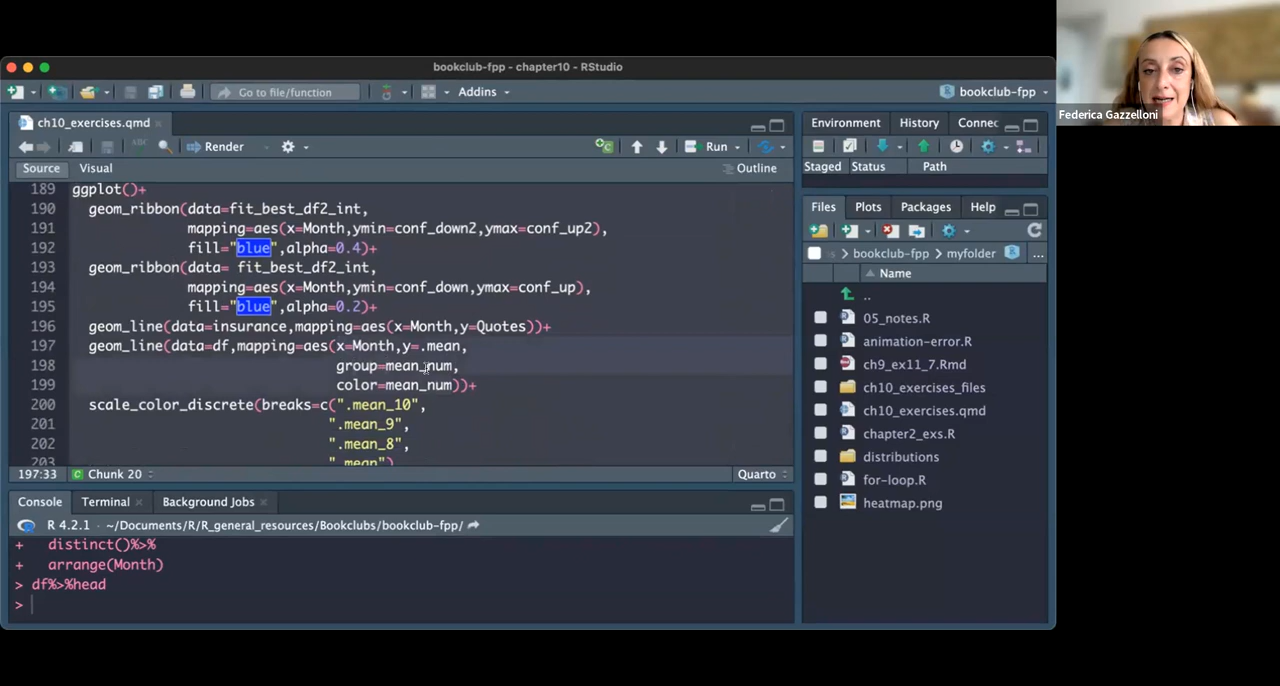 bookclub-fpp - chapter10 - RStudio
Go to file/function
Addins
bookclub-fpp
Federica Gazzelloni
ch10_exercises.qmd
Render
Run
Source Visual
Outline
189 ggplot()+
190 geom_ribbon(data=fit_best_df2_int,
191 mapping=aes(x=Month,ymin=conf_down2,ymax=conf_up2),
192 fill="blue",alpha=0.4)+
193 geom_ribbon(data= fit_best_df2_int,
194 mapping=aes(x=Month,ymin=conf_down,ymax=conf_up),
195 fill="blue",alpha=0.2)+
196 geom_line(data=insurance,mapping=aes(x=Month,y=Quotes))+
197 geom_line(data=df,mapping=aes(x=Month,y=.mean,
198 group=mean_num,
199 color=mean_num))+
200 scale_color_discrete(breaks=c(".mean_10",
201 ".mean_9",
202 ".mean_8",
203 ".mean")
197:33 Chunk 20 Quarto
Console Terminal Background Jobs
R 4.2.1 · ~/Documents/R/R_general_resources/Bookclubs/bookclub-fpp/
+ distinct()%>%
+ arrange(Month)
> df%>%head
>
Environment History Connec
Staged Status Path
Files Plots Packages Help
bookclub-fpp myfolder ...
Name
..
05_notes.R
animation-error.R
ch9_ex11_7.Rmd
ch10_exercises_files
ch10_exercises.qmd
chapter2_exs.R
distributions
for-loop.R
heatmap.png